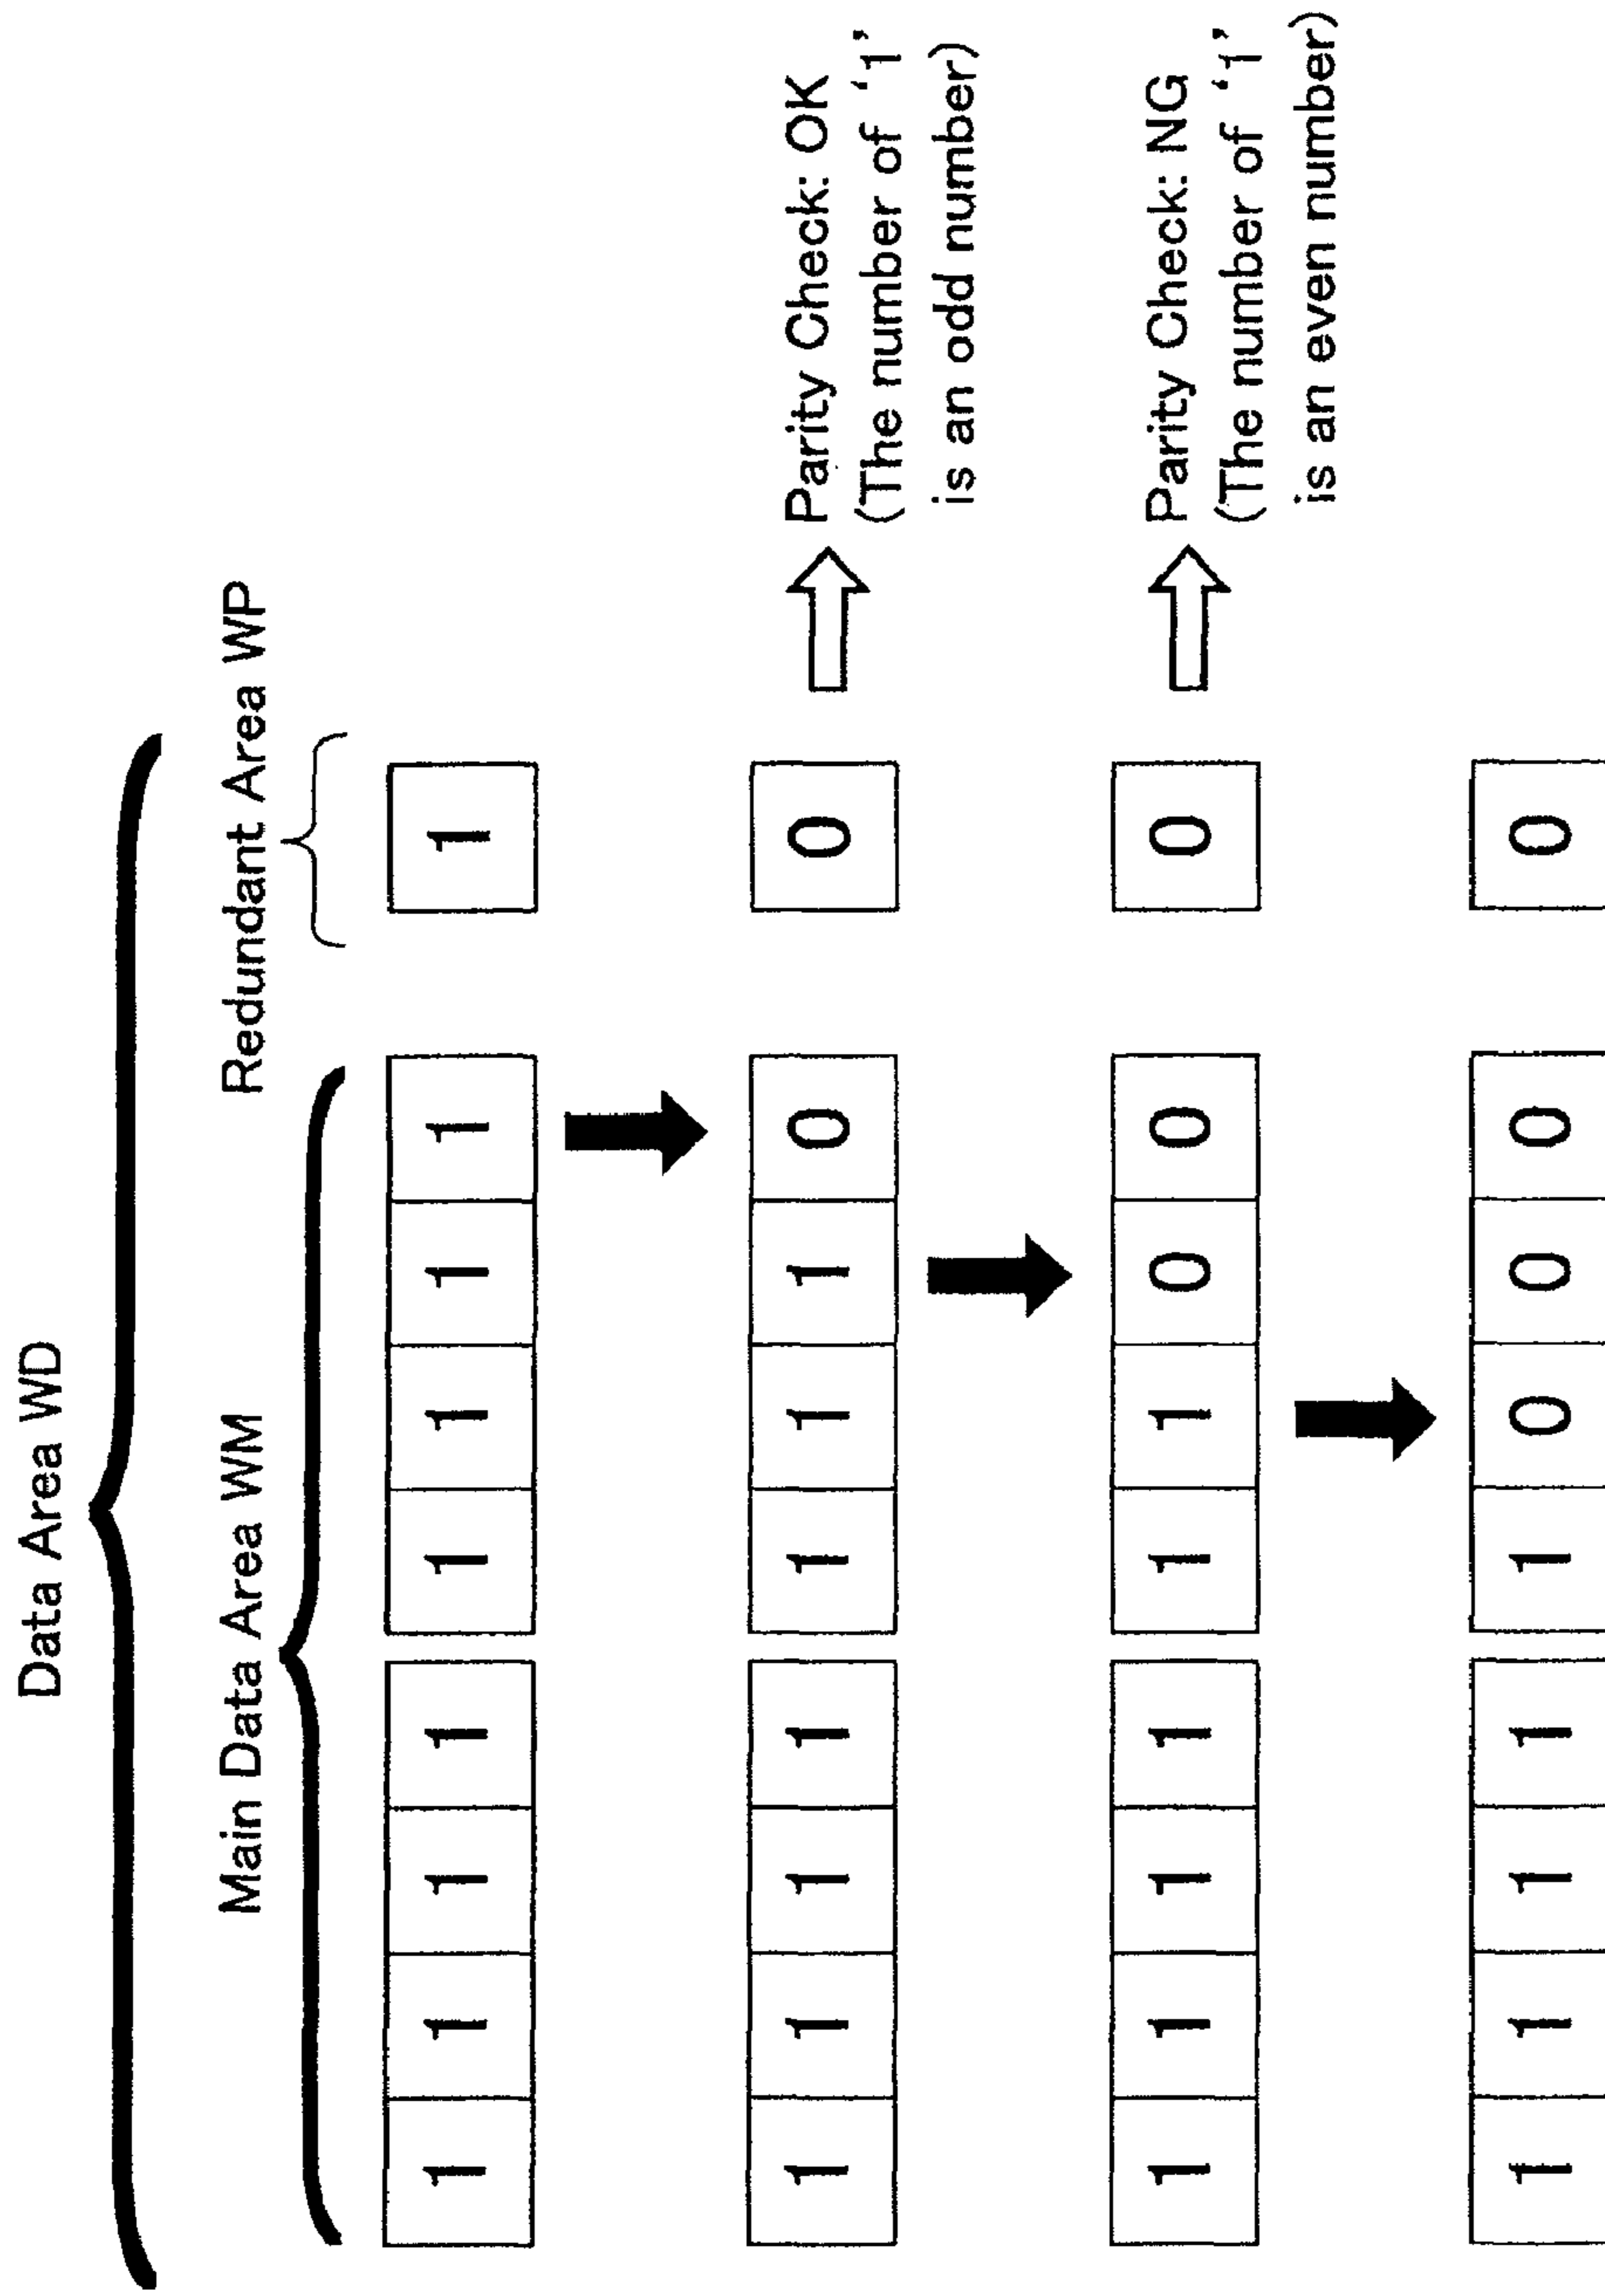 Data Area WD
Main Data Area WM
Redundant Area WP
1 1 1 1 1 1 1 1 1
1 1 1 1 1 1 1 0 0
Parity Check: OK
(The number of ‘1’
is an odd number)
1 1 1 1 1 1 0 0 0
Parity Check: NG
(The number of ‘1’
is an even number)
1 1 1 1 1 0 0 0 0